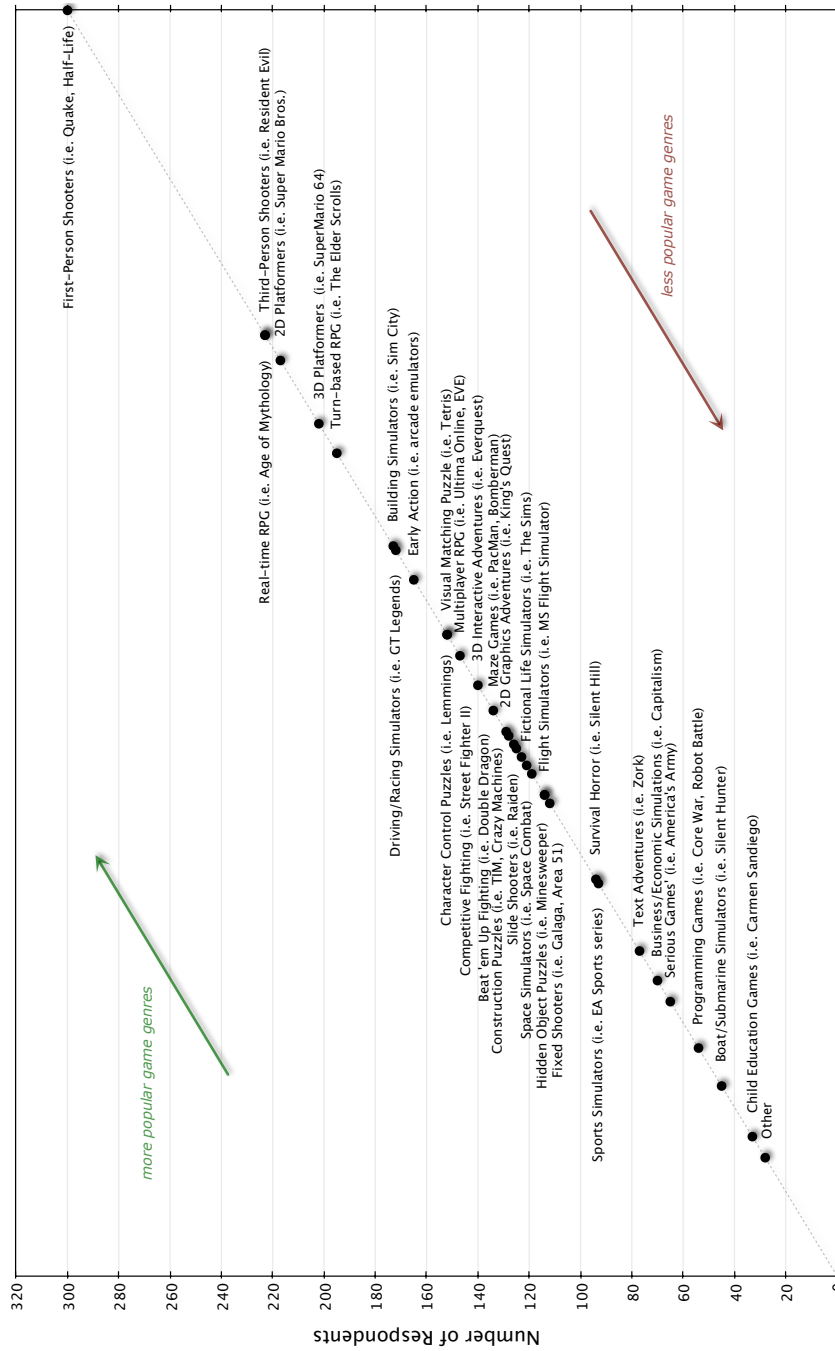 Number of Respondents
320
300
280
260
240
220
200
180
160
140
120
100
80
60
40
20
0
more popular game genres
less popular game genres
First-Person Shooters (i.e. Quake, Half-Life)
Third-Person Shooters (i.e. Resident Evil)
Real-time RPG (i.e. Age of Mythology)
2D Platformers (i.e. Super Mario Bros.)
3D Platformers (i.e. SuperMario 64)
Turn-based RPG (i.e. The Elder Scrolls)
Building Simulators (i.e. Sim City)
Driving/Racing Simulators (i.e. GT Legends)
Early Action (i.e. arcade emulators)
Visual Matching Puzzle (i.e. Tetris)
Character Control Puzzles (i.e. Lemmings)
Multiplayer RPG (i.e. Ultima Online, EVE)
3D Interactive Adventures (i.e. Everquest)
Maze Games (i.e. PacMan, Bomberman)
2D Graphics Adventures (i.e. King's Quest)
Competitive Fighting (i.e. Street Fighter II)
Beat 'em Up Fighting (i.e. Double Dragon)
Construction Puzzles (i.e. TIM, Crazy Machines)
Fictional Life Simulators (i.e. The Sims)
Slide Shooters (i.e. Raiden)
Flight Simulators (i.e. MS Flight Simulator)
Space Simulators (i.e. Space Combat)
Hidden Object Puzzles (i.e. Minesweeper)
Fixed Shooters (i.e. Galaga, Area 51)
Survival Horror (i.e. Silent Hill)
Sports Simulators (i.e. EA Sports series)
Text Adventures (i.e. Zork)
Business/Economic Simulations (i.e. Capitalism)
Serious Games' (i.e. America's Army)
Programming Games (i.e. Core War, Robot Battle)
Boat/Submarine Simulators (i.e. Silent Hunter)
Child Education Games (i.e. Carmen Sandiego)
Other